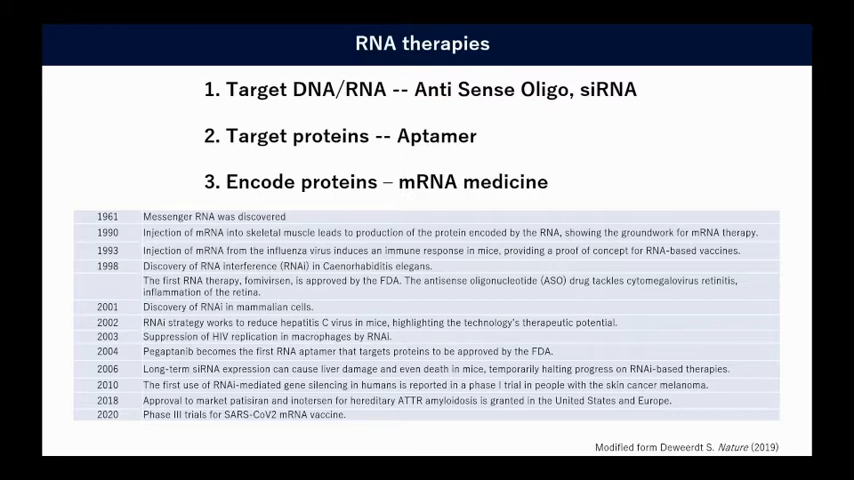 RNA therapies
1. Target DNA/RNA -- Anti Sense Oligo, siRNA
2. Target proteins -- Aptamer
3. Encode proteins – mRNA medicine
1961 Messenger RNA was discovered
1990 Injection of mRNA into skeletal muscle leads to production of the protein encoded by the RNA, showing the groundwork for mRNA therapy.
1993 Injection of mRNA from the influenza virus induces an immune response in mice, providing a proof of concept for RNA-based vaccines.
1998 Discovery of RNA interference (RNAi) in Caenorhabditis elegans.
The first RNA therapy, fomivirsen, is approved by the FDA. The antisense oligonucleotide (ASO) drug tackles cytomegalovirus retinitis,
inflammation of the retina.
2001 Discovery of RNAi in mammalian cells.
2002 RNAi strategy works to reduce hepatitis C virus in mice, highlighting the technology's therapeutic potential.
2003 Suppression of HIV replication in macrophages by RNAi.
2004 Pegaptanib becomes the first RNA aptamer that targets proteins to be approved by the FDA.
2006 Long-term siRNA expression can cause liver damage and even death in mice, temporarily halting progress on RNAi-based therapies.
2010 The first use of RNAi-mediated gene silencing in humans is reported in a phase I trial in people with the skin cancer melanoma.
2018 Approval to market patisiran and inotersen for hereditary ATTR amyloidosis is granted in the United States and Europe.
2020 Phase III trials for SARS-CoV2 mRNA vaccine.
Modified form Deweerdt S. Nature (2019)